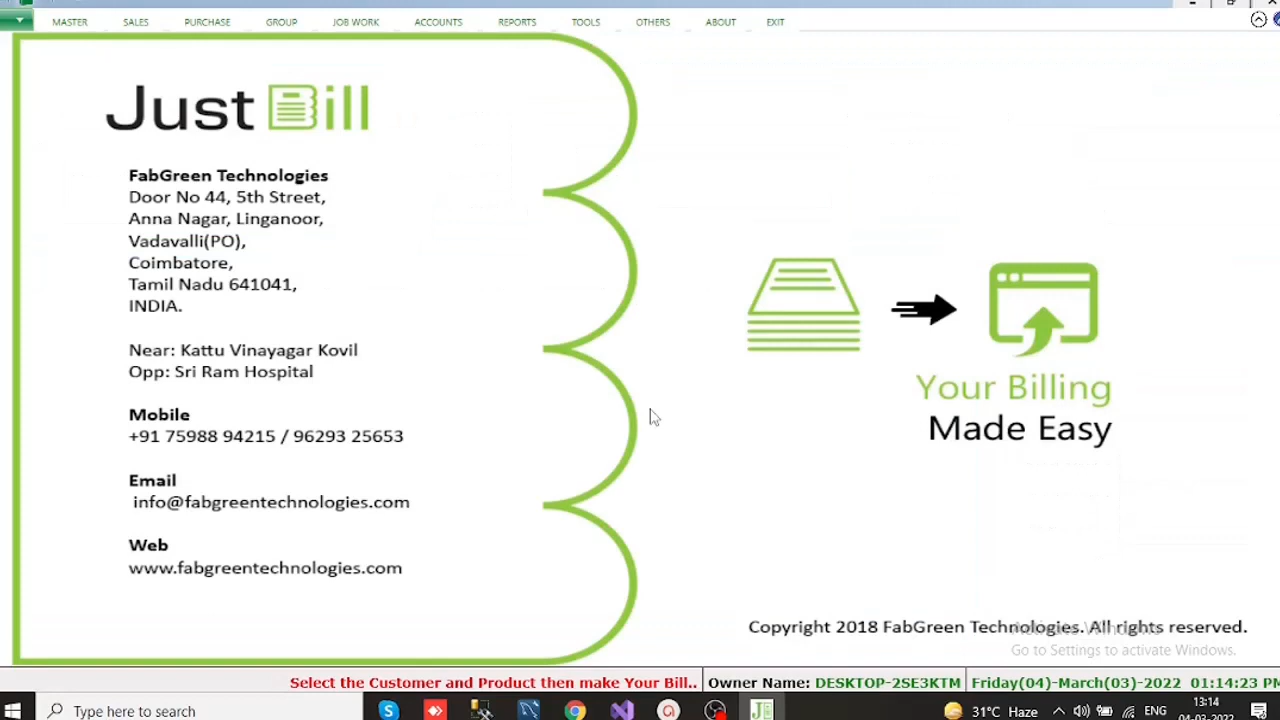 MASTER SALES PURCHASE GROUP JOB WORK ACCOUNTS REPORTS TOOLS OTHERS ABOUT EXIT
Just Bill
FabGreen Technologies
Door No 44, 5th Street,
Anna Nagar, Linganoor,
Vadavalli(PO),
Coimbatore,
Tamil Nadu 641041,
INDIA.
Near: Kattu Vinayagar Kovil
Opp: Sri Ram Hospital
Mobile
+91 75988 94215 / 96293 25653
Email
info@fabgreentechnologies.com
Web
www.fabgreentechnologies.com
Your Billing
Made Easy
Copyright 2018 FabGreen Technologies. All rights reserved.
Activate Windows
Go to Settings to activate Windows.
Select the Customer and Product then make Your Bill.. Owner Name: DESKTOP-2SE3KTM Friday(04)-March(03)-2022 01:14:23 PM
Type here to search
31°C Haze
ENG
13:14
04-03-2022